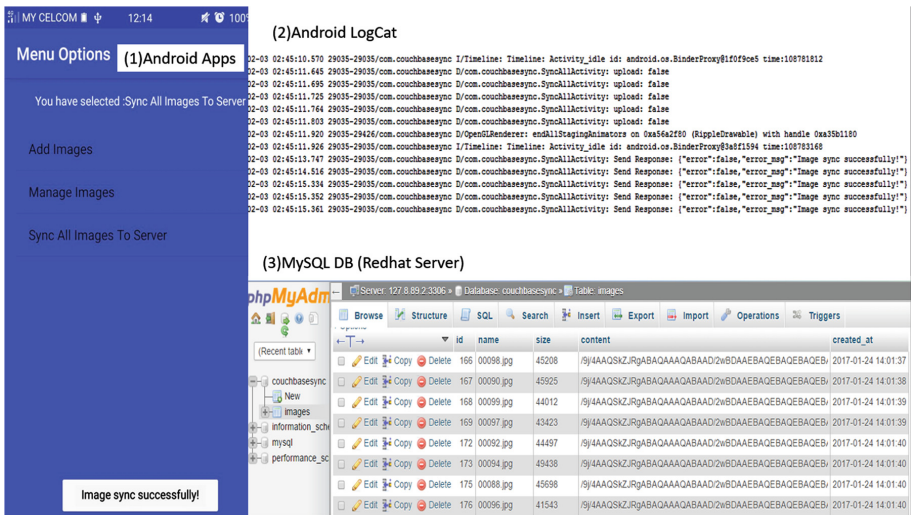 MY CELCOM 12:14 100%
Menu Options
(1)Android Apps
You have selected :Sync All Images To Server
Add Images
Manage Images
Sync All Images To Server
Image sync successfully!
(2)Android LogCat
02-03 02:45:10.570 29035-29035/com.couchbasesync I/Timeline: Timeline: Activity_idle id: android.os.BinderProxy@1f0f9ce5 time:108781812
02-03 02:45:11.645 29035-29035/com.couchbasesync D/com.couchbasesync.SyncAllActivity: upload: false
02-03 02:45:11.695 29035-29035/com.couchbasesync D/com.couchbasesync.SyncAllActivity: upload: false
02-03 02:45:11.725 29035-29035/com.couchbasesync D/com.couchbasesync.SyncAllActivity: upload: false
02-03 02:45:11.764 29035-29035/com.couchbasesync D/com.couchbasesync.SyncAllActivity: upload: false
02-03 02:45:11.803 29035-29035/com.couchbasesync D/com.couchbasesync.SyncAllActivity: upload: false
02-03 02:45:11.920 29035-29426/com.couchbasesync D/OpenGLRenderer: endAllStagingAnimators on 0xa56a2f80 (RippleDrawable) with handle 0xa35b1180
02-03 02:45:11.926 29035-29035/com.couchbasesync I/Timeline: Timeline: Activity_idle id: android.os.BinderProxy@3a8f1594 time:108783168
02-03 02:45:13.747 29035-29035/com.couchbasesync D/com.couchbasesync.SyncAllActivity: Send Response: {"error":false,"error_msg":"Image sync successfully!"}
02-03 02:45:14.516 29035-29035/com.couchbasesync D/com.couchbasesync.SyncAllActivity: Send Response: {"error":false,"error_msg":"Image sync successfully!"}
02-03 02:45:15.334 29035-29035/com.couchbasesync D/com.couchbasesync.SyncAllActivity: Send Response: {"error":false,"error_msg":"Image sync successfully!"}
02-03 02:45:15.352 29035-29035/com.couchbasesync D/com.couchbasesync.SyncAllActivity: Send Response: {"error":false,"error_msg":"Image sync successfully!"}
02-03 02:45:15.361 29035-29035/com.couchbasesync D/com.couchbasesync.SyncAllActivity: Send Response: {"error":false,"error_msg":"Image sync successfully!"}
(3)MySQL DB (Redhat Server)
phpMyAdm
(Recent table
couchbasesync
New
images
information_sche
mysql
performance_sc
Server: 127.8.89.2:3306 » Database: couchbasesync » Table: images
Browse Structure SQL Search Insert Export Import Privileges Operations Triggers
+ Options
←T→ id name size content created_at
Edit Copy Delete 166 00098.jpg 45208 /9j/4AAQSkZJRgABAQAAAQABAAD/2wBDAAEBAQEBAQEBAQEB/ 2017-01-24 14:01:37
Edit Copy Delete 167 00090.jpg 45925 /9j/4AAQSkZJRgABAQAAAQABAAD/2wBDAAEBAQEBAQEBAQEB/ 2017-01-24 14:01:38
Edit Copy Delete 168 00099.jpg 44012 /9j/4AAQSkZJRgABAQAAAQABAAD/2wBDAAEBAQEBAQEBAQEB/ 2017-01-24 14:01:39
Edit Copy Delete 169 00097.jpg 43423 /9j/4AAQSkZJRgABAQAAAQABAAD/2wBDAAEBAQEBAQEBAQEB/ 2017-01-24 14:01:39
Edit Copy Delete 172 00092.jpg 44497 /9j/4AAQSkZJRgABAQAAAQABAAD/2wBDAAEBAQEBAQEBAQEB/ 2017-01-24 14:01:40
Edit Copy Delete 173 00094.jpg 49438 /9j/4AAQSkZJRgABAQAAAQABAAD/2wBDAAEBAQEBAQEBAQEB/ 2017-01-24 14:01:40
Edit Copy Delete 175 00088.jpg 45698 /9j/4AAQSkZJRgABAQAAAQABAAD/2wBDAAEBAQEBAQEBAQEB/ 2017-01-24 14:01:40
Edit Copy Delete 176 00096.jpg 41543 /9j/4AAQSkZJRgABAQAAAQABAAD/2wBDAAEBAQEBAQEBAQEB/ 2017-01-24 14:01:40